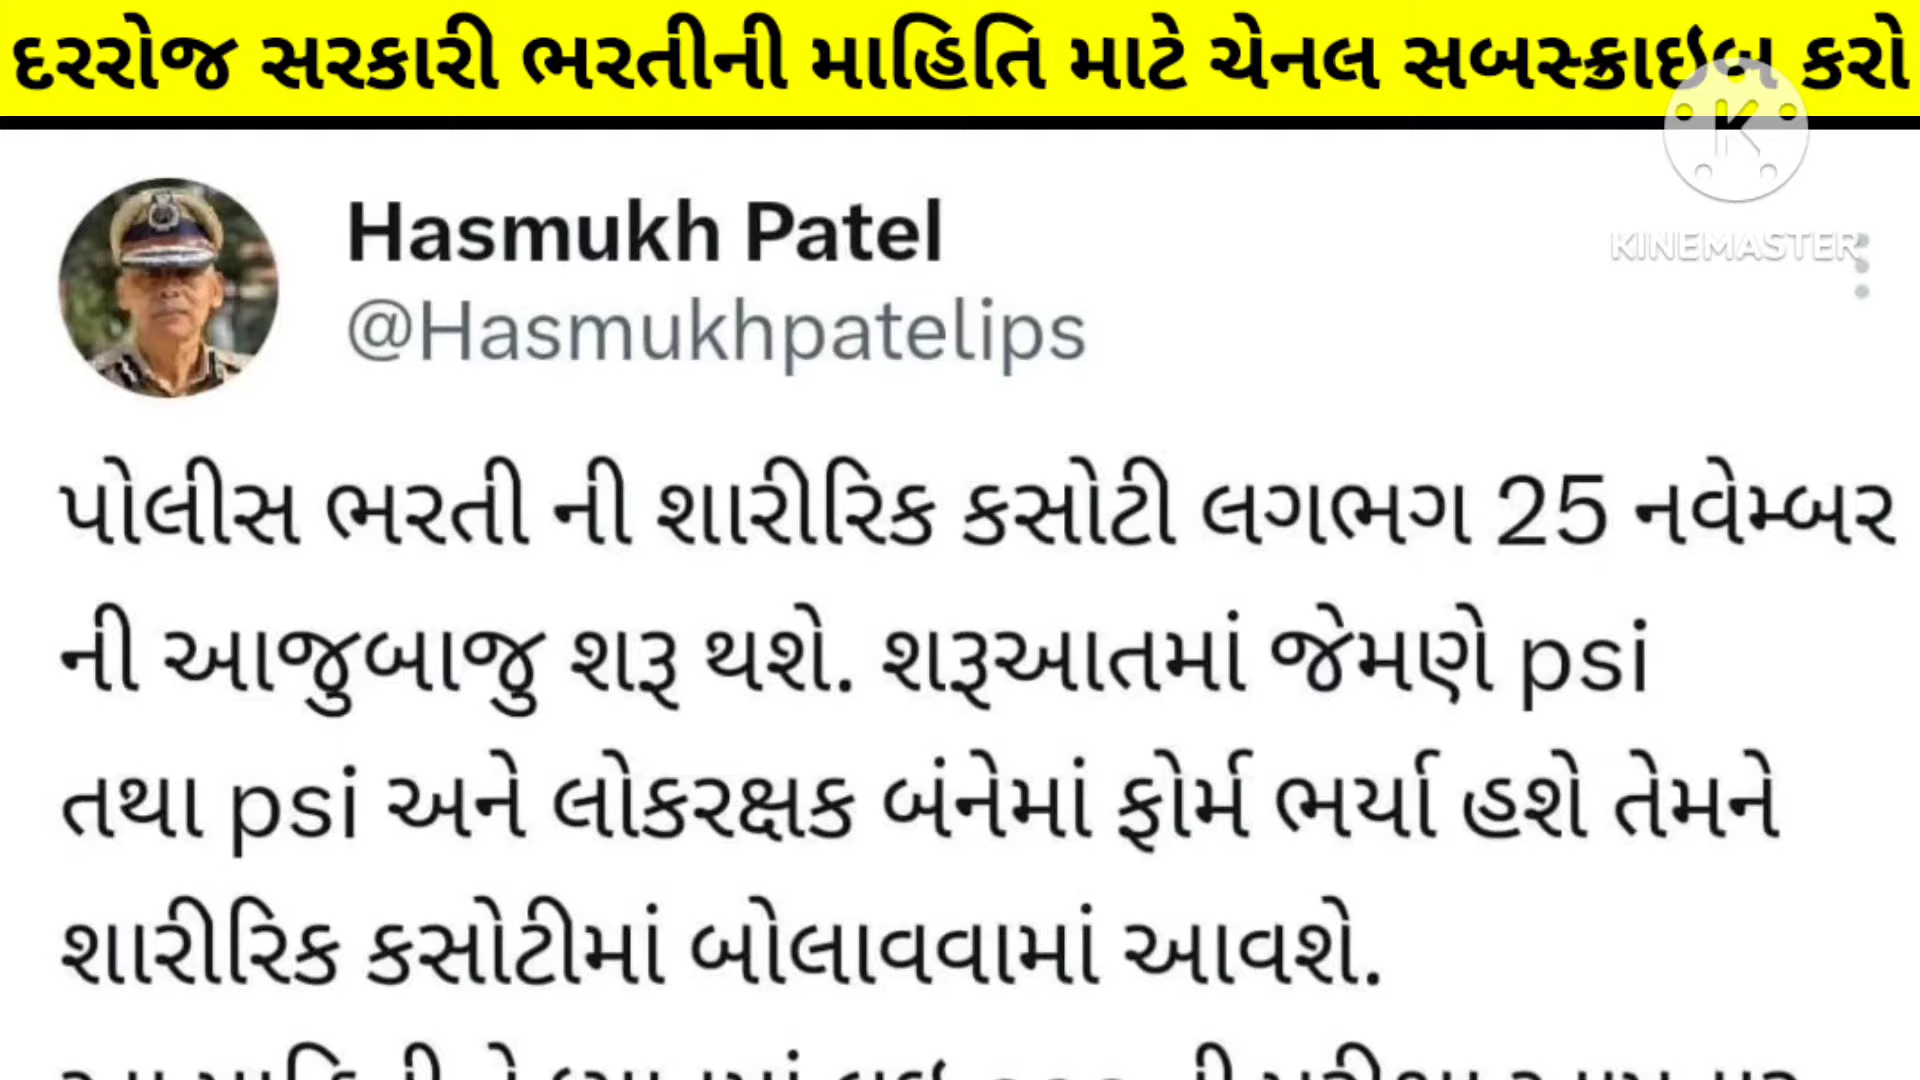 દરરોજ સરકારી ભરતીની માહિતિ માટે ચેનલ સબસ્ક્રાઇબ કરો
KINEMASTER
Hasmukh Patel
@Hasmukhpatelips
પોલીસ ભરતી ની શારીરિક કસોટી લગભગ 25 નવેમ્બર
ની આજુબાજુ શરૂ થશે. શરૂઆતમાં જેમણે psi
તથા psi અને લોકરક્ષક બંનેમાં ફોર્મ ભર્યા હશે તેમને
શારીરિક કસોટીમાં બોલાવવામાં આવશે.